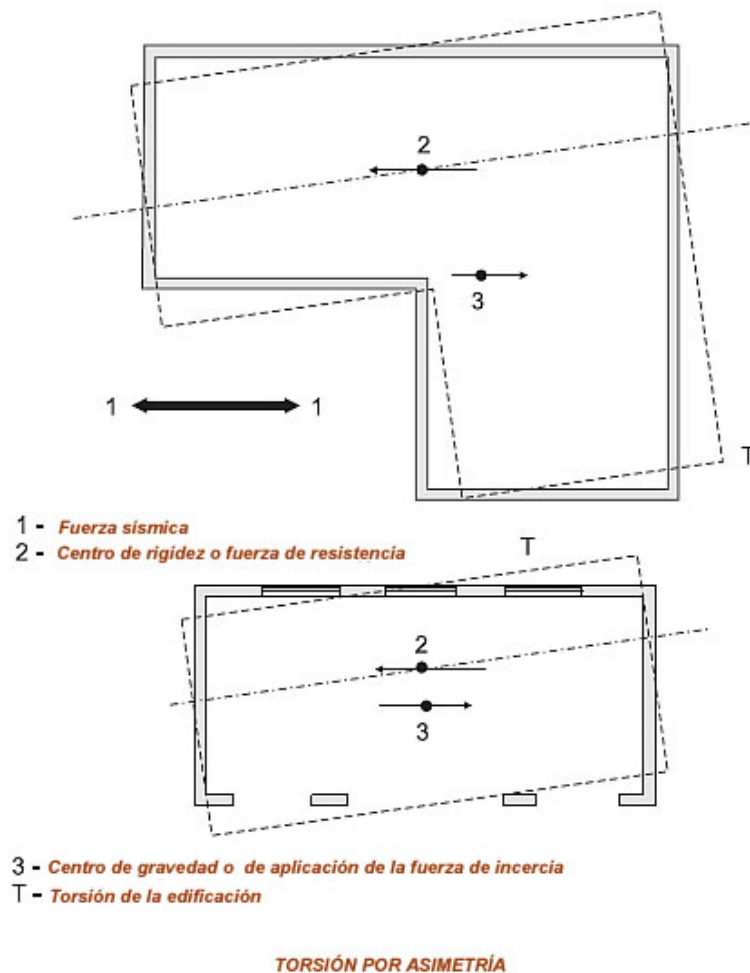 2
3
1 1
T
1 - Fuerza sísmica
2 - Centro de rigidez o fuerza de resistencia
T
2
3
3 - Centro de gravedad o de aplicación de la fuerza de incercia
T - Torsión de la edificación
TORSIÓN POR ASIMETRÍA